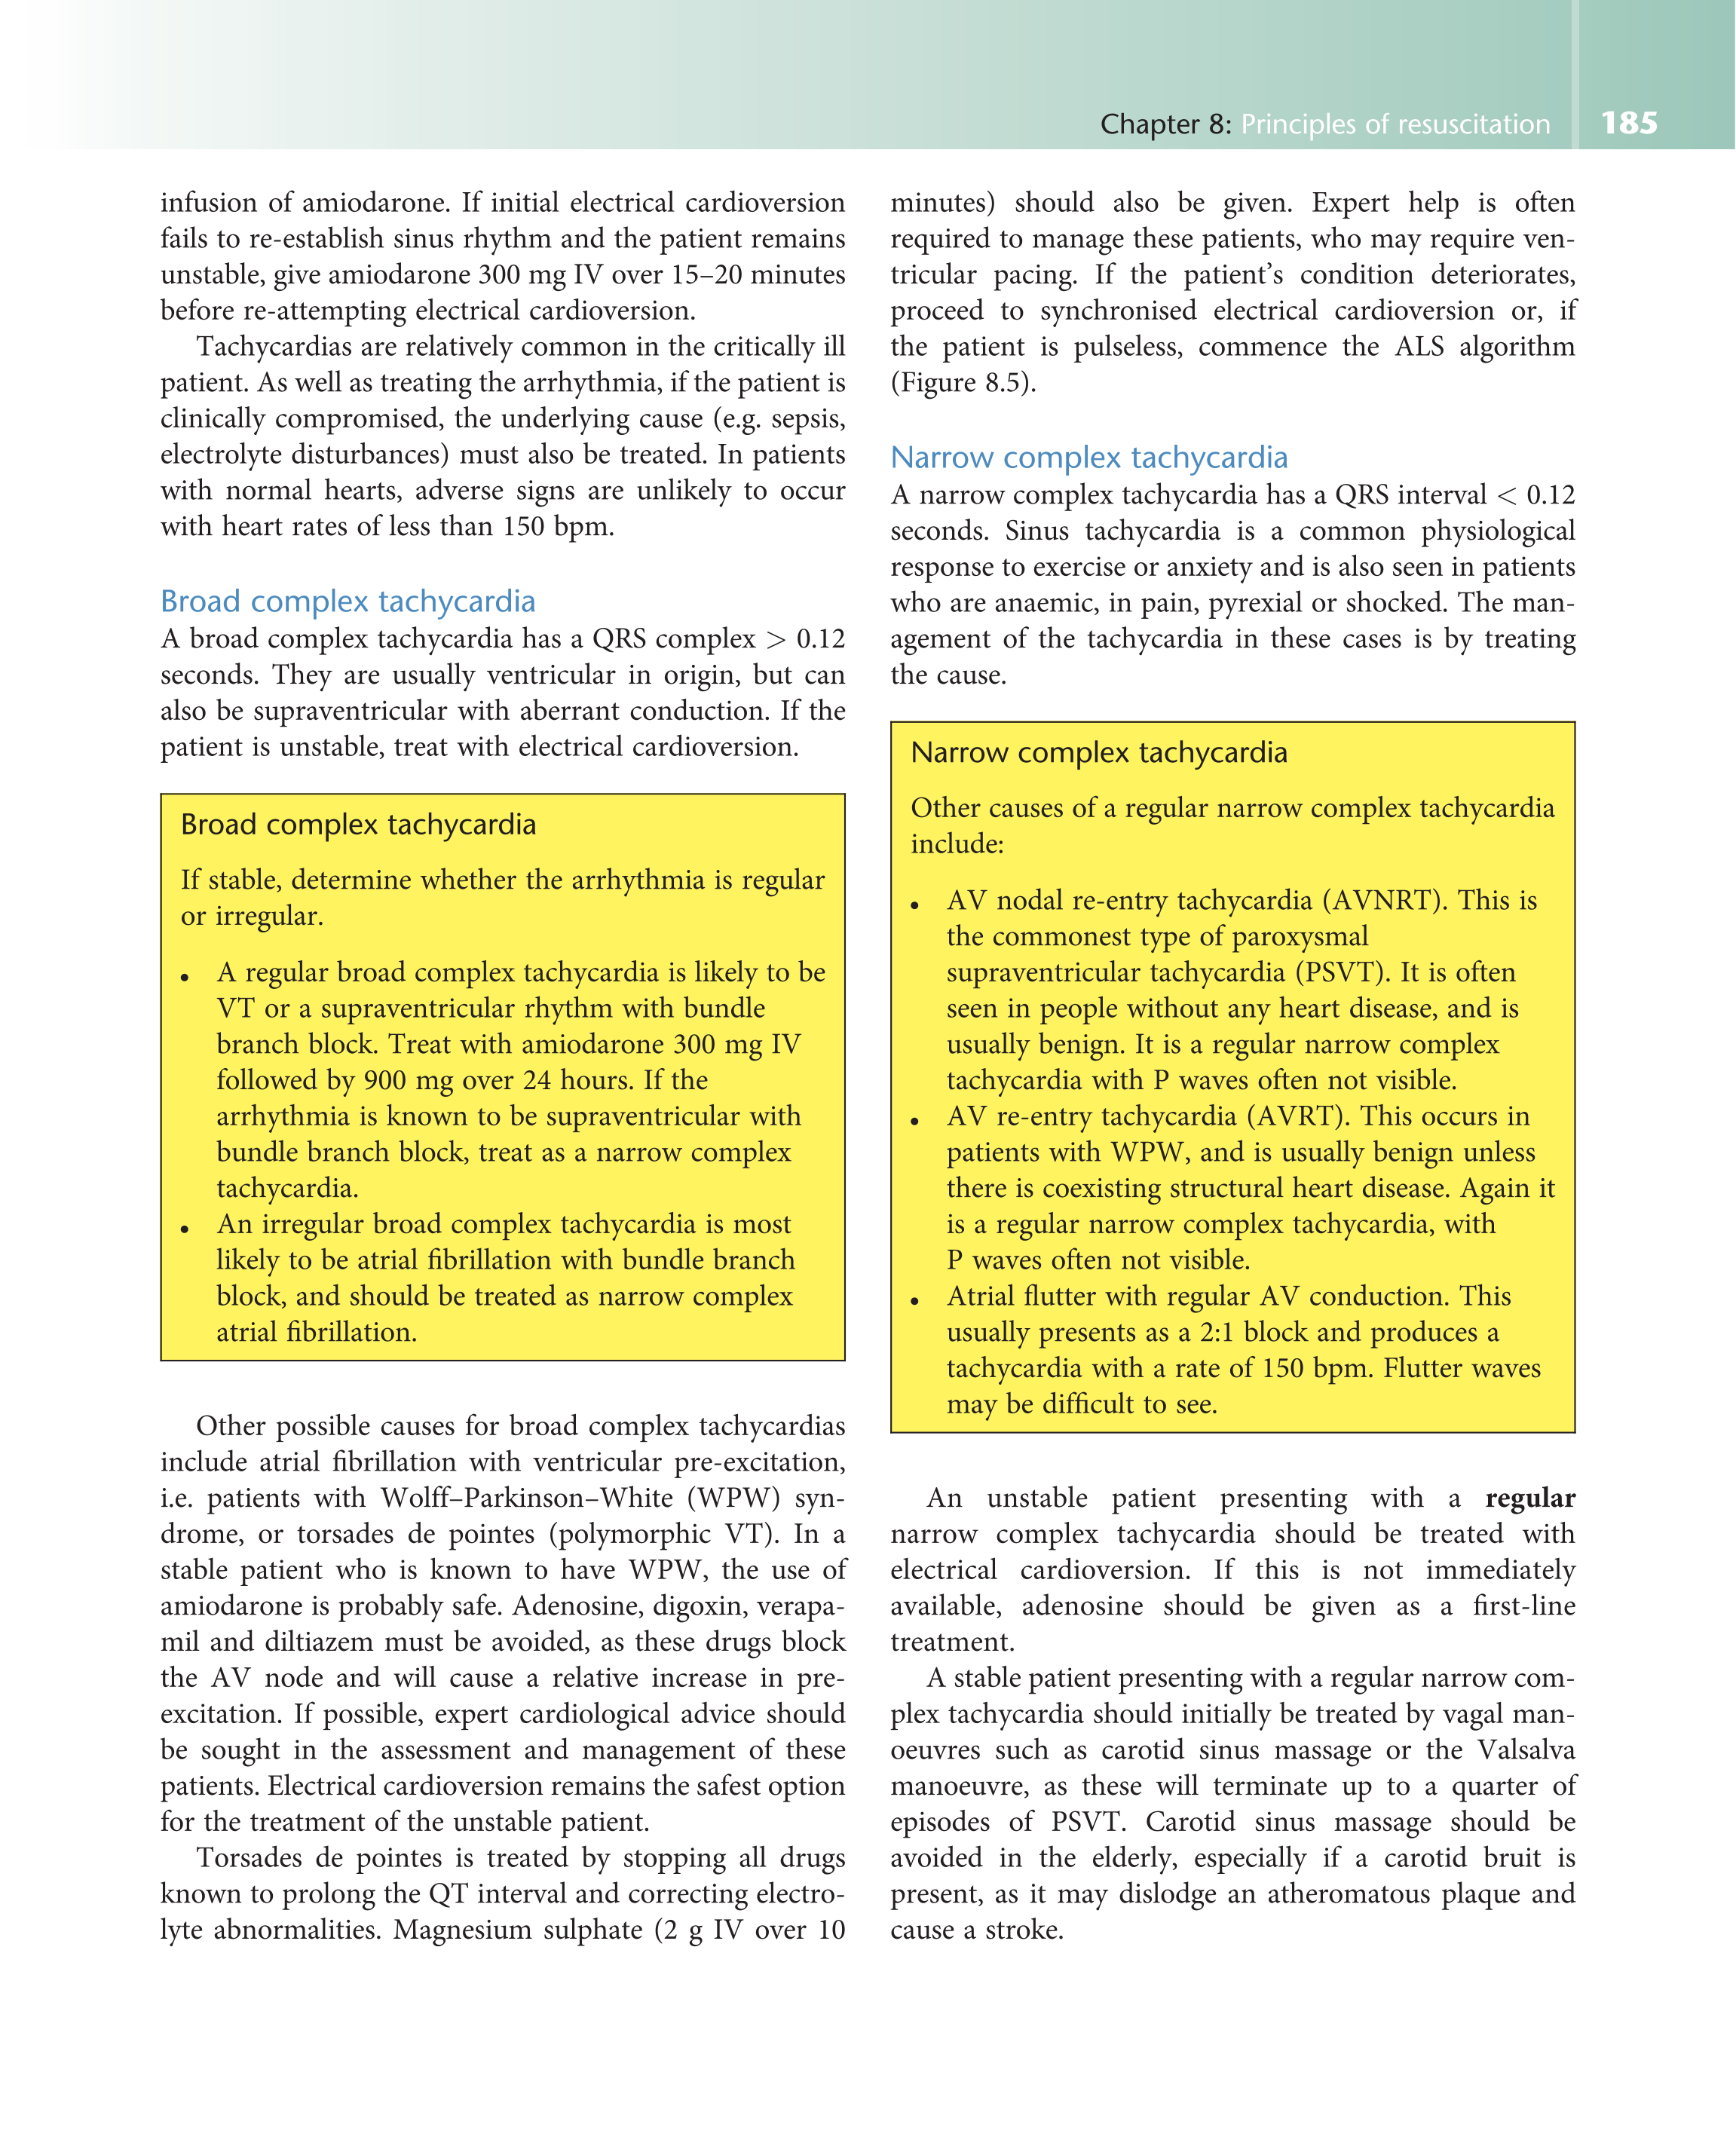 Chapter 8: Principles of resuscitation 185
infusion of amiodarone. If initial electrical cardioversion
fails to re-establish sinus rhythm and the patient remains
unstable, give amiodarone 300 mg IV over 15–20 minutes
before re-attempting electrical cardioversion.
Tachycardias are relatively common in the critically ill
patient. As well as treating the arrhythmia, if the patient is
clinically compromised, the underlying cause (e.g. sepsis,
electrolyte disturbances) must also be treated. In patients
with normal hearts, adverse signs are unlikely to occur
with heart rates of less than 150 bpm.
Broad complex tachycardia
A broad complex tachycardia has a QRS complex > 0.12
seconds. They are usually ventricular in origin, but can
also be supraventricular with aberrant conduction. If the
patient is unstable, treat with electrical cardioversion.
Broad complex tachycardia
If stable, determine whether the arrhythmia is regular
or irregular.
• A regular broad complex tachycardia is likely to be
VT or a supraventricular rhythm with bundle
branch block. Treat with amiodarone 300 mg IV
followed by 900 mg over 24 hours. If the
arrhythmia is known to be supraventricular with
bundle branch block, treat as a narrow complex
tachycardia.
• An irregular broad complex tachycardia is most
likely to be atrial fibrillation with bundle branch
block, and should be treated as narrow complex
atrial fibrillation.
Other possible causes for broad complex tachycardias
include atrial fibrillation with ventricular pre-excitation,
i.e. patients with Wolff–Parkinson–White (WPW) syn-
drome, or torsades de pointes (polymorphic VT). In a
stable patient who is known to have WPW, the use of
amiodarone is probably safe. Adenosine, digoxin, verapa-
mil and diltiazem must be avoided, as these drugs block
the AV node and will cause a relative increase in pre-
excitation. If possible, expert cardiological advice should
be sought in the assessment and management of these
patients. Electrical cardioversion remains the safest option
for the treatment of the unstable patient.
Torsades de pointes is treated by stopping all drugs
known to prolong the QT interval and correcting electro-
lyte abnormalities. Magnesium sulphate (2 g IV over 10
minutes) should also be given. Expert help is often
required to manage these patients, who may require ven-
tricular pacing. If the patient's condition deteriorates,
proceed to synchronised electrical cardioversion or, if
the patient is pulseless, commence the ALS algorithm
(Figure 8.5).
Narrow complex tachycardia
A narrow complex tachycardia has a QRS interval < 0.12
seconds. Sinus tachycardia is a common physiological
response to exercise or anxiety and is also seen in patients
who are anaemic, in pain, pyrexial or shocked. The man-
agement of the tachycardia in these cases is by treating
the cause.
Narrow complex tachycardia
Other causes of a regular narrow complex tachycardia
include:
• AV nodal re-entry tachycardia (AVNRT). This is
the commonest type of paroxysmal
supraventricular tachycardia (PSVT). It is often
seen in people without any heart disease, and is
usually benign. It is a regular narrow complex
tachycardia with P waves often not visible.
• AV re-entry tachycardia (AVRT). This occurs in
patients with WPW, and is usually benign unless
there is coexisting structural heart disease. Again it
is a regular narrow complex tachycardia, with
P waves often not visible.
• Atrial flutter with regular AV conduction. This
usually presents as a 2:1 block and produces a
tachycardia with a rate of 150 bpm. Flutter waves
may be difficult to see.
An unstable patient presenting with a regular
narrow complex tachycardia should be treated with
electrical cardioversion. If this is not immediately
available, adenosine should be given as a first-line
treatment.
A stable patient presenting with a regular narrow com-
plex tachycardia should initially be treated by vagal man-
oeuvres such as carotid sinus massage or the Valsalva
manoeuvre, as these will terminate up to a quarter of
episodes of PSVT. Carotid sinus massage should be
avoided in the elderly, especially if a carotid bruit is
present, as it may dislodge an atheromatous plaque and
cause a stroke.